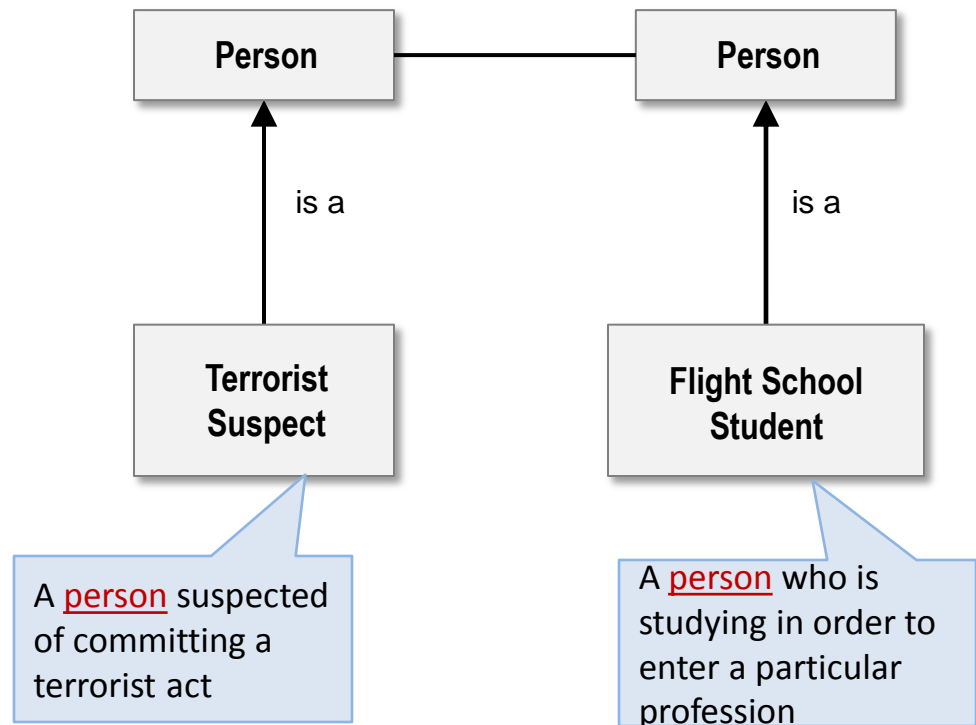 Person
Person
is a
is a
Terrorist
Suspect
Flight School
Student
A person suspected
of committing a
terrorist act
A person who is
studying in order to
enter a particular
profession